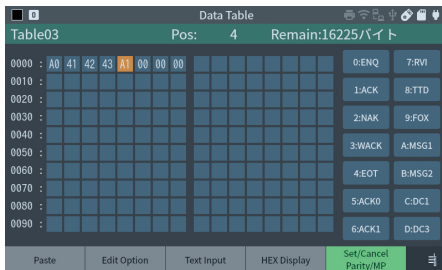 0 Data Table
Table03 Pos: 4 Remain:16225バイト
0000 : A0 41 42 43 A1 00 00 00
0010 :
0020 :
0030 :
0040 :
0050 :
0060 :
0070 :
0080 :
0090 :
0:ENQ 7:RVI
1:ACK 8:TTD
2:NAK 9:FOX
3:WACK A:MSG1
4:EOT B:MSG2
5:ACK0 C:DC1
6:ACK1 D:DC3
Paste Edit Option Text Input HEX Display Set/Cancel
Parity/MP